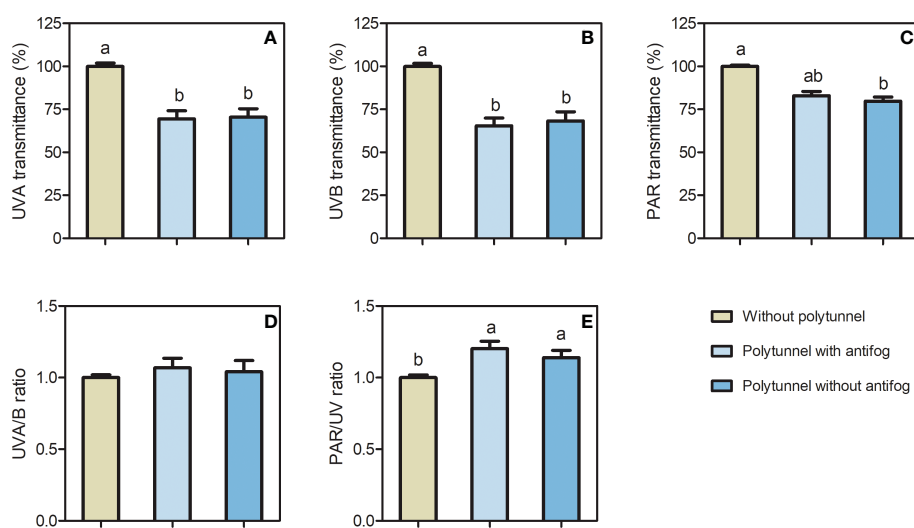 A
UVA transmittance (%)
125
100
75
50
25
0
a
b
b
B
UVB transmittance (%)
125
100
75
50
25
0
a
b
b
C
PAR transmittance (%)
125
100
75
50
25
0
a
ab
b
D
UVA/B ratio
1.5
1.0
0.5
0.0
E
PAR/UV ratio
1.5
1.0
0.5
0.0
b
a
a
Without polytunnel
Polytunnel with antifog
Polytunnel without antifog